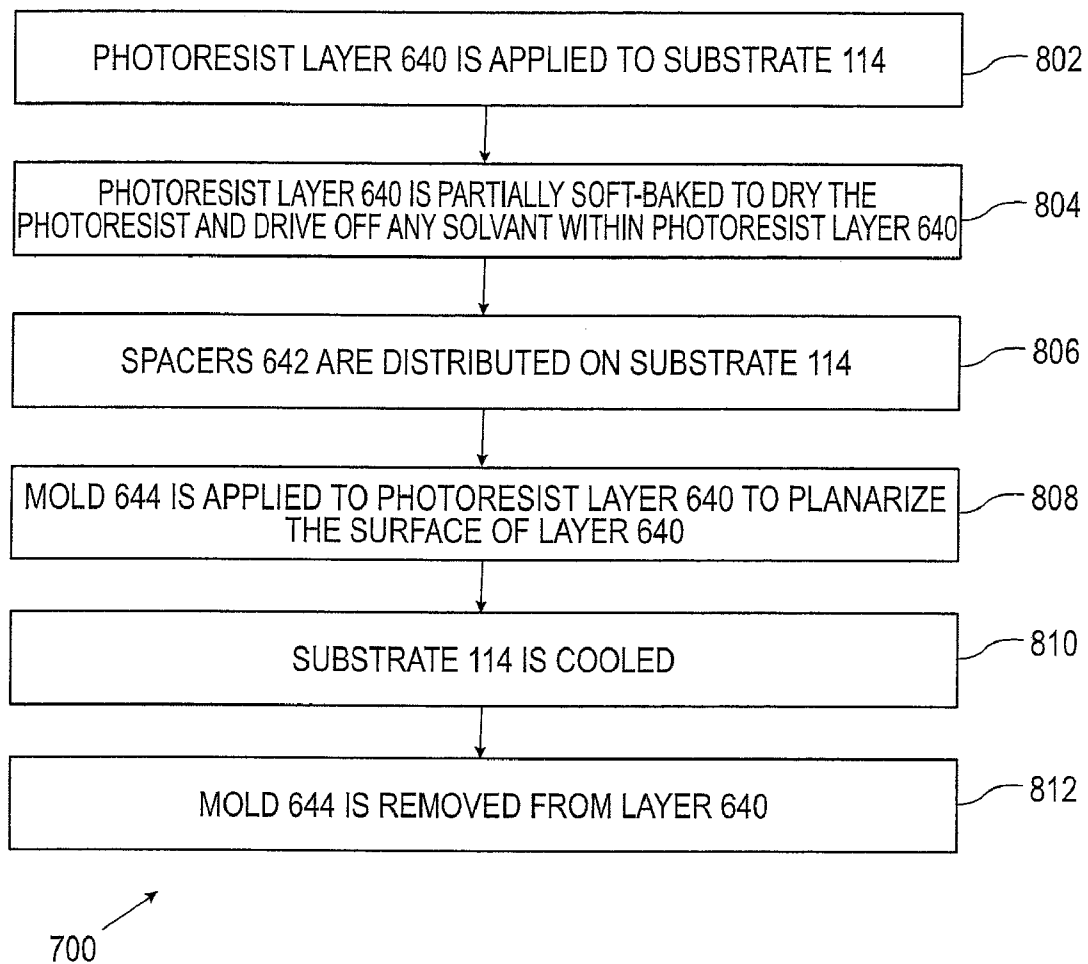 PHOTORESIST LAYER 640 IS APPLIED TO SUBSTRATE 114
802
PHOTORESIST LAYER 640 IS PARTIALLY SOFT-BAKED TO DRY THE
PHOTORESIST AND DRIVE OFF ANY SOLVANT WITHIN PHOTORESIST LAYER 640
804
SPACERS 642 ARE DISTRIBUTED ON SUBSTRATE 114
806
MOLD 644 IS APPLIED TO PHOTORESIST LAYER 640 TO PLANARIZE
THE SURFACE OF LAYER 640
808
SUBSTRATE 114 IS COOLED
810
MOLD 644 IS REMOVED FROM LAYER 640
812
700